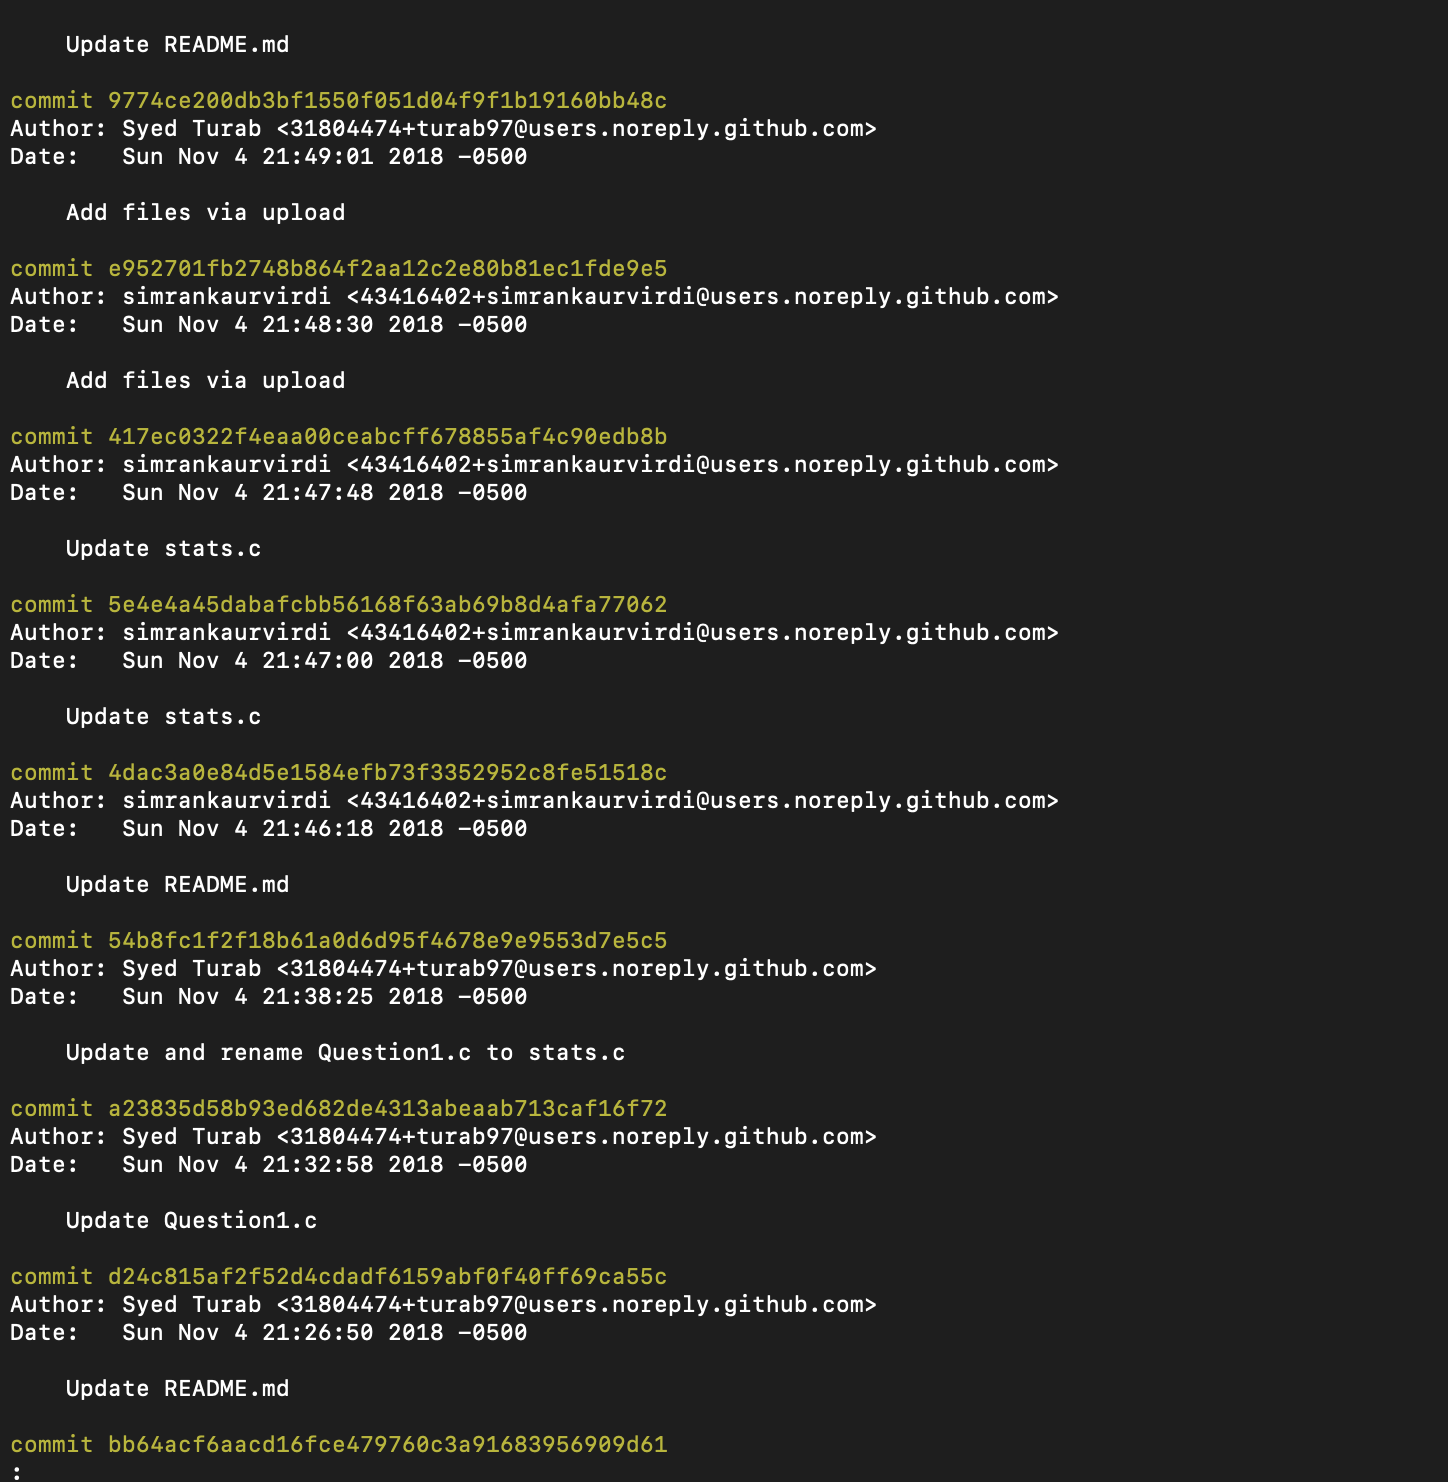 Update README.md
commit 9774ce200db3bf1550f051d04f9f1b19160bb48c
Author: Syed Turab <31804474+turab97@users.noreply.github.com>
Date:   Sun Nov 4 21:49:01 2018 -0500
Add files via upload
commit e952701fb2748b864f2aa12c2e80b81ec1fde9e5
Author: simrankaurvirdi <43416402+simrankaurvirdi@users.noreply.github.com>
Date:   Sun Nov 4 21:48:30 2018 -0500
Add files via upload
commit 417ec0322f4eaa00ceabcff678855af4c90edb8b
Author: simrankaurvirdi <43416402+simrankaurvirdi@users.noreply.github.com>
Date:   Sun Nov 4 21:47:48 2018 -0500
Update stats.c
commit 5e4e4a45dabafcbb56168f63ab69b8d4afa77062
Author: simrankaurvirdi <43416402+simrankaurvirdi@users.noreply.github.com>
Date:   Sun Nov 4 21:47:00 2018 -0500
Update stats.c
commit 4dac3a0e84d5e1584efb73f3352952c8fe51518c
Author: simrankaurvirdi <43416402+simrankaurvirdi@users.noreply.github.com>
Date:   Sun Nov 4 21:46:18 2018 -0500
Update README.md
commit 54b8fc1f2f18b61a0d6d95f4678e9e9553d7e5c5
Author: Syed Turab <31804474+turab97@users.noreply.github.com>
Date:   Sun Nov 4 21:38:25 2018 -0500
Update and rename Question1.c to stats.c
commit a23835d58b93ed682de4313abeaab713caf16f72
Author: Syed Turab <31804474+turab97@users.noreply.github.com>
Date:   Sun Nov 4 21:32:58 2018 -0500
Update Question1.c
commit d24c815af2f52d4cdadf6159abf0f40ff69ca55c
Author: Syed Turab <31804474+turab97@users.noreply.github.com>
Date:   Sun Nov 4 21:26:50 2018 -0500
Update README.md
commit bb64acf6aacd16fce479760c3a91683956909d61
: